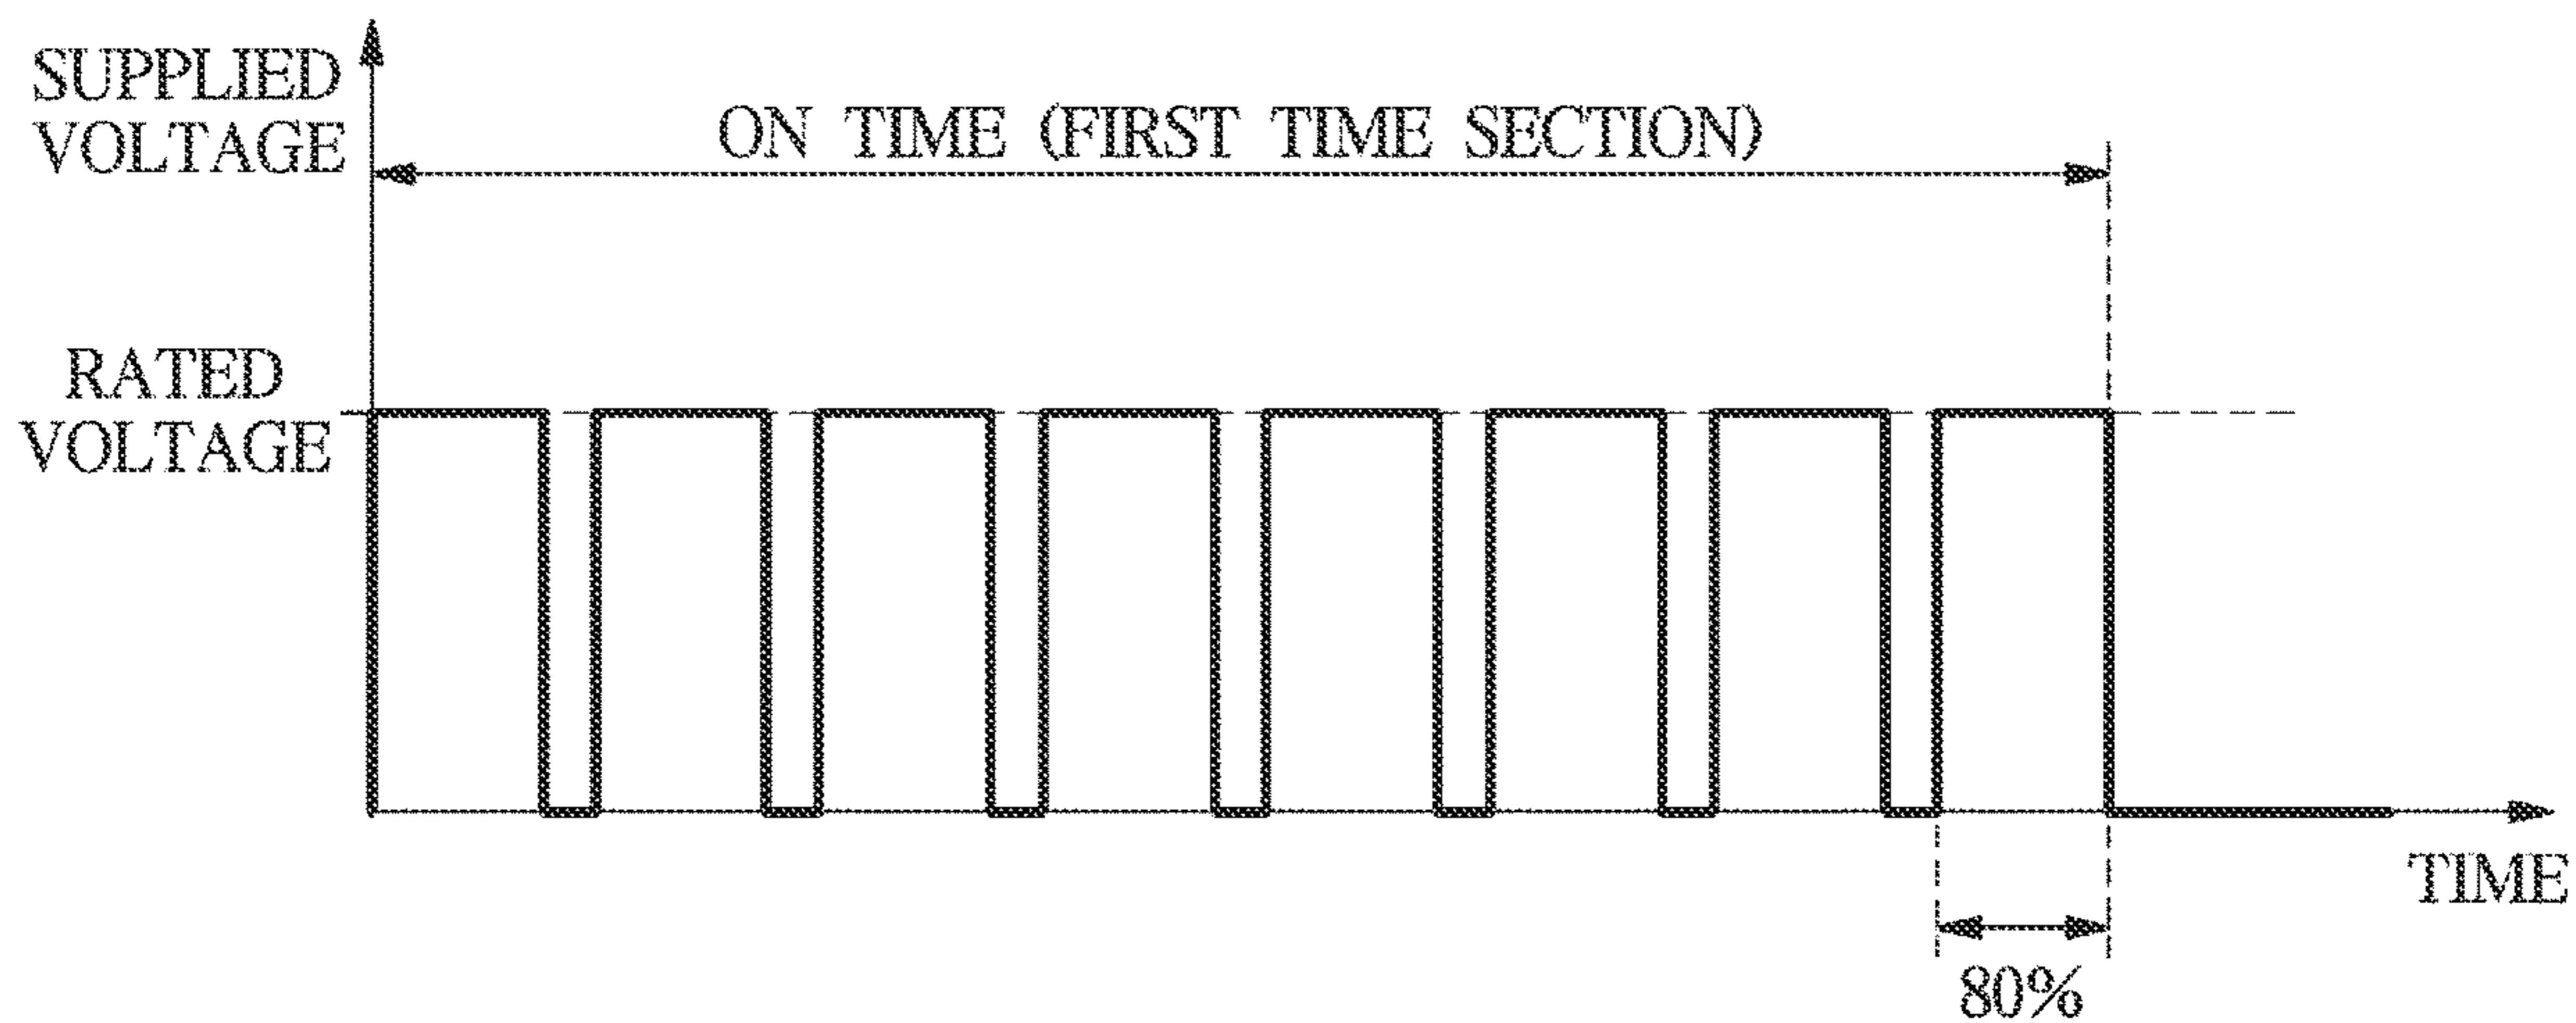 SUPPLIED
VOLTAGE
ON TIME (FIRST TIME SECTION)
RATED
VOLTAGE
TIME
80%